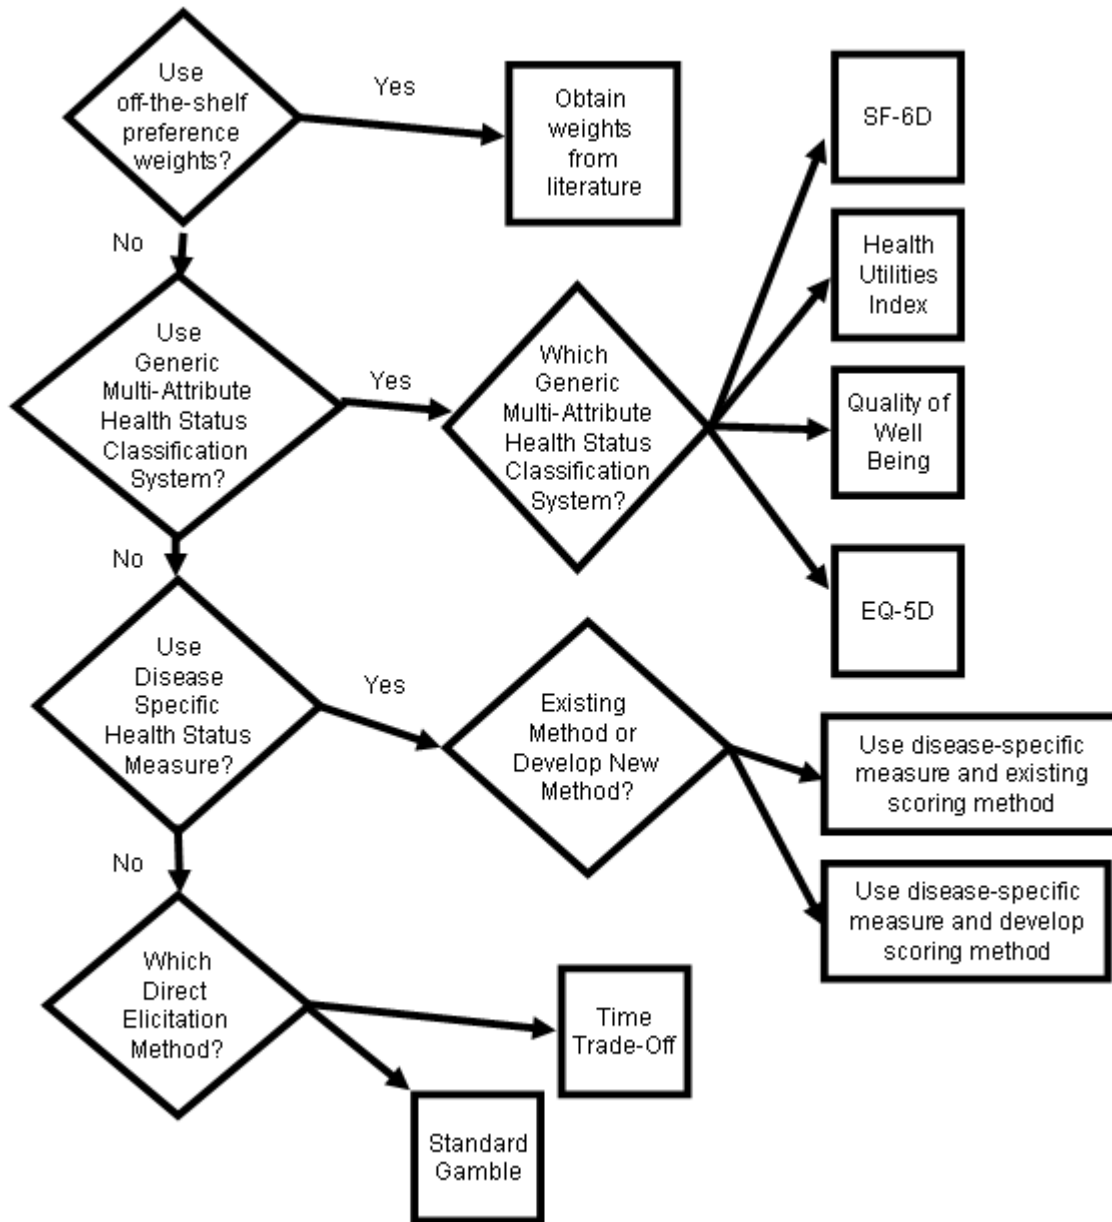 Use
off-the-shelf
preference
weights?
Yes
Obtain
weights
from
literature
SF-6D
Health
Utilities
Index
No
Use
Generic
Multi-Attribute
Health Status
Classification
System?
Yes
Which
Generic
Multi-Attribute
Health Status
Classification
System?
Quality of
Well
Being
EQ-5D
No
Use
Disease
Specific
Health Status
Measure?
Yes
Existing
Method or
Develop New
Method?
Use disease-specific
measure and existing
scoring method
Use disease-specific
measure and develop
scoring method
No
Which
Direct
Elicitation
Method?
Time
Trade-Off
Standard
Gamble